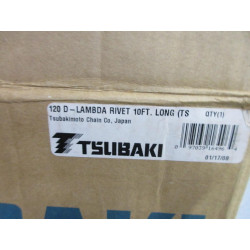 120 D-LAMBDA RIVET 10FT. LONG (TS QTY(1)
Tsubakimoto Chain Co. Japan
TSUBAKI
01/17/08